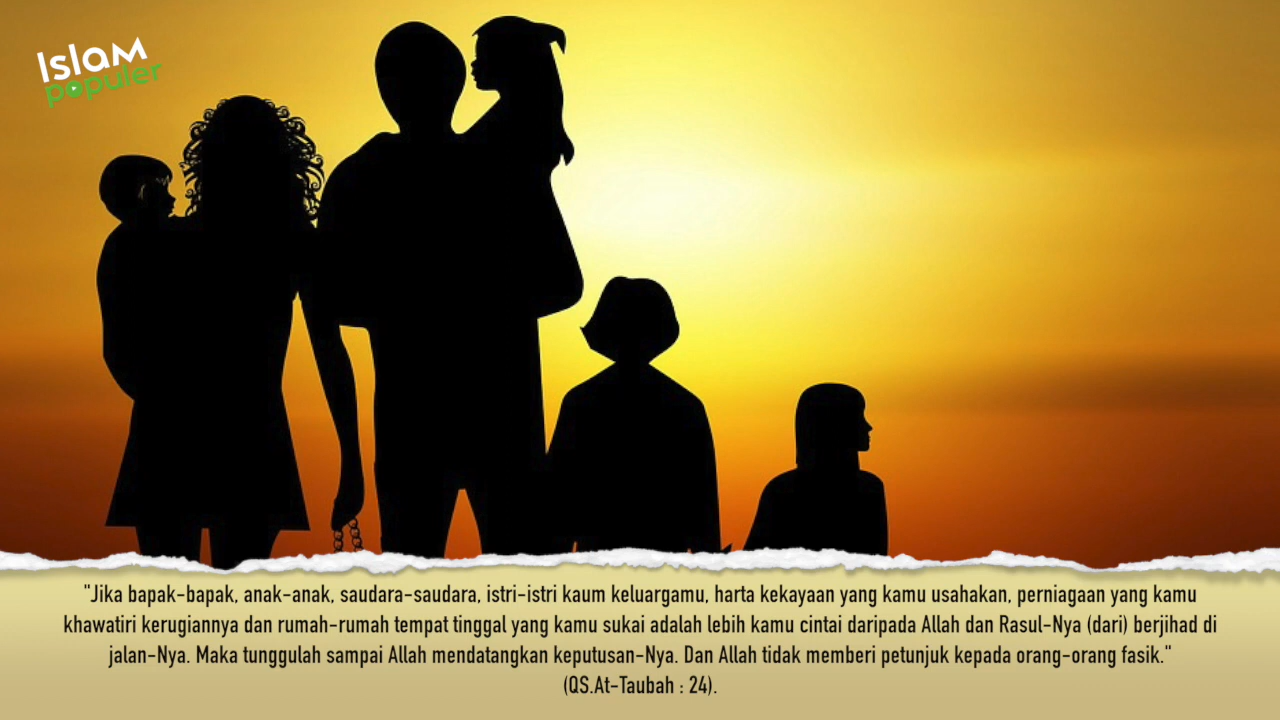 Islam
populer
"Jika bapak-bapak, anak-anak, saudara-saudara, istri-istri kaum keluargamu, harta kekayaan yang kamu usahakan, perniagaan yang kamu
khawatiri kerugiannya dan rumah-rumah tempat tinggal yang kamu sukai adalah lebih kamu cintai daripada Allah dan Rasul-Nya (dari) berjihad di
jalan-Nya. Maka tunggulah sampai Allah mendatangkan keputusan-Nya. Dan Allah tidak memberi petunjuk kepada orang-orang fasik."
(QS.At-Taubah : 24).